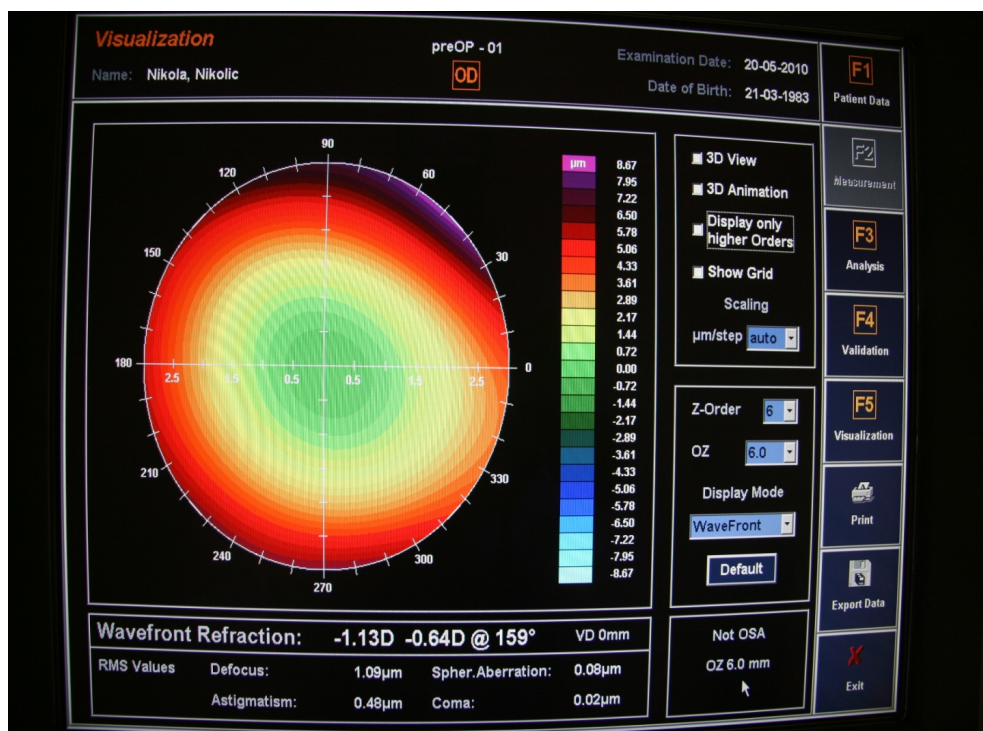 Visualization
preOP - 01
Examination Date: 20-05-2010
Name: Nikola, Nikolic
OD
Date of Birth: 21-03-1983
F1
Patient Data
F2
Measurement
F3
Analysis
F4
Validation
F5
Visualization
Print
Export Data
X
Exit
90
120
60
150
30
180
2.5
1.5
0.5
0.5
1.5
2.5
0
210
330
240
300
270
µm
8.67
7.95
7.22
6.50
5.78
5.06
4.33
3.61
2.89
2.17
1.44
0.72
0.00
-0.72
-1.44
-2.17
-2.89
-3.61
-4.33
-5.06
-5.78
-6.50
-7.22
-7.95
-8.67
3D View
3D Animation
Display only
higher Orders
Show Grid
Scaling
µm/step auto
Z-Order 6
OZ 6.0
Display Mode
WaveFront
Default
Wavefront Refraction: -1.13D -0.64D @ 159° VD 0mm
RMS Values Defocus: 1.09µm Spher.Aberration: 0.08µm
Astigmatism: 0.48µm Coma: 0.02µm
Not OSA
OZ 6.0 mm